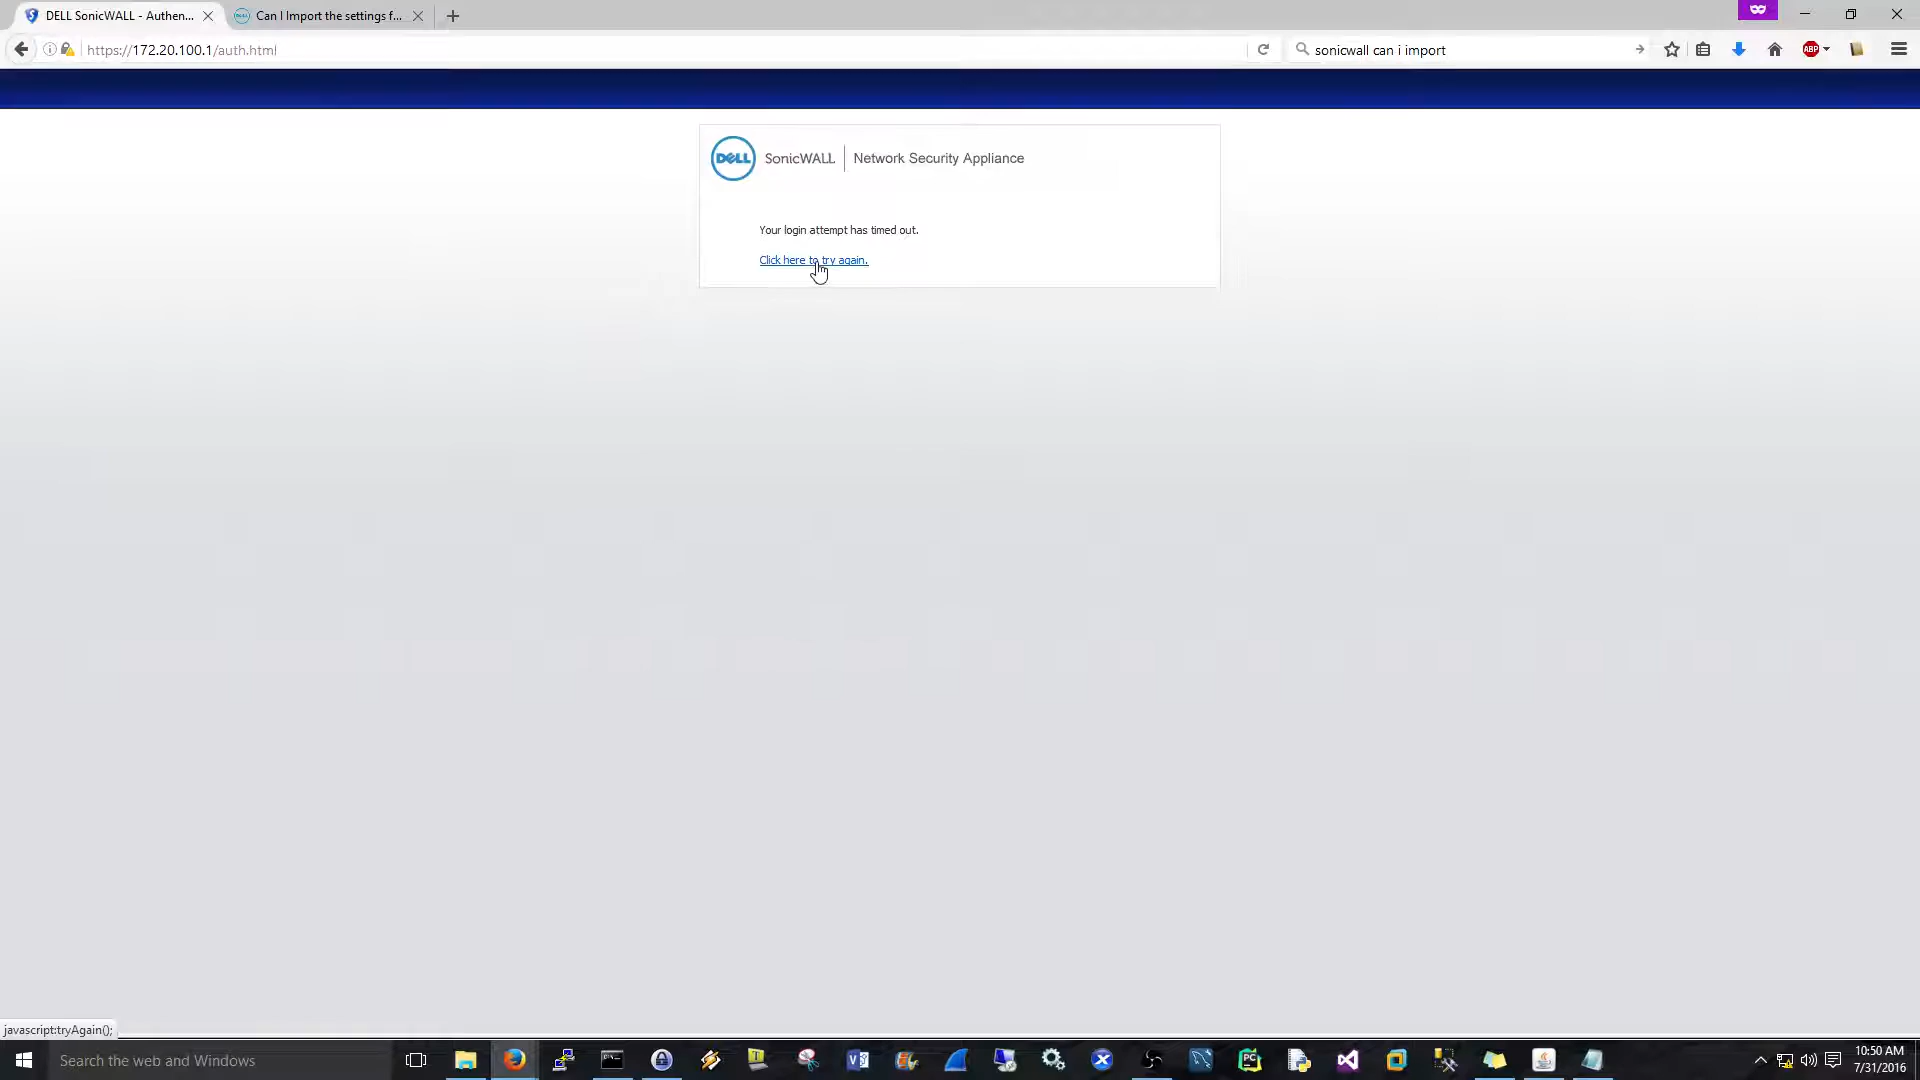 DELL SonicWALL - Authen...
Can I Import the settings f...
https://172.20.100.1/auth.html
sonicwall can i import
ABP
DELL
SonicWALL
Network Security Appliance
Your login attempt has timed out.
Click here to try again.
javascript:tryAgain();
Search the web and Windows
10:50 AM
7/31/2016